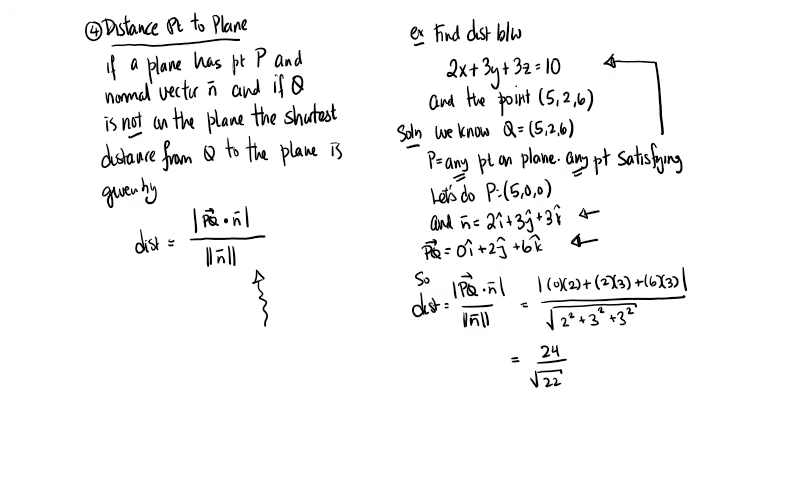 ④ Distance Pt to Plane
if a plane has pt P and
normal vector n̄ and if Q
is not on the plane the shortest
distance from Q to the plane is
given by
dist = |PQ⃗ · n̄| / ||n̄||
ex Find dist b/w
2x+3y+3z=10
and the point (5,2,6)
Soln we know Q=(5,2,6)
P=any pt on plane. any pt satisfying
Let's do P=(5,0,0)
and n̄=2î+3ĵ+3k̂
PQ⃗=0î+2ĵ+6k̂
So
dist = |PQ⃗ · n̄| / ||n̄|| = |(0)(2)+(2)(3)+(6)(3)| / √(2²+3²+3²)
= 24 / √22